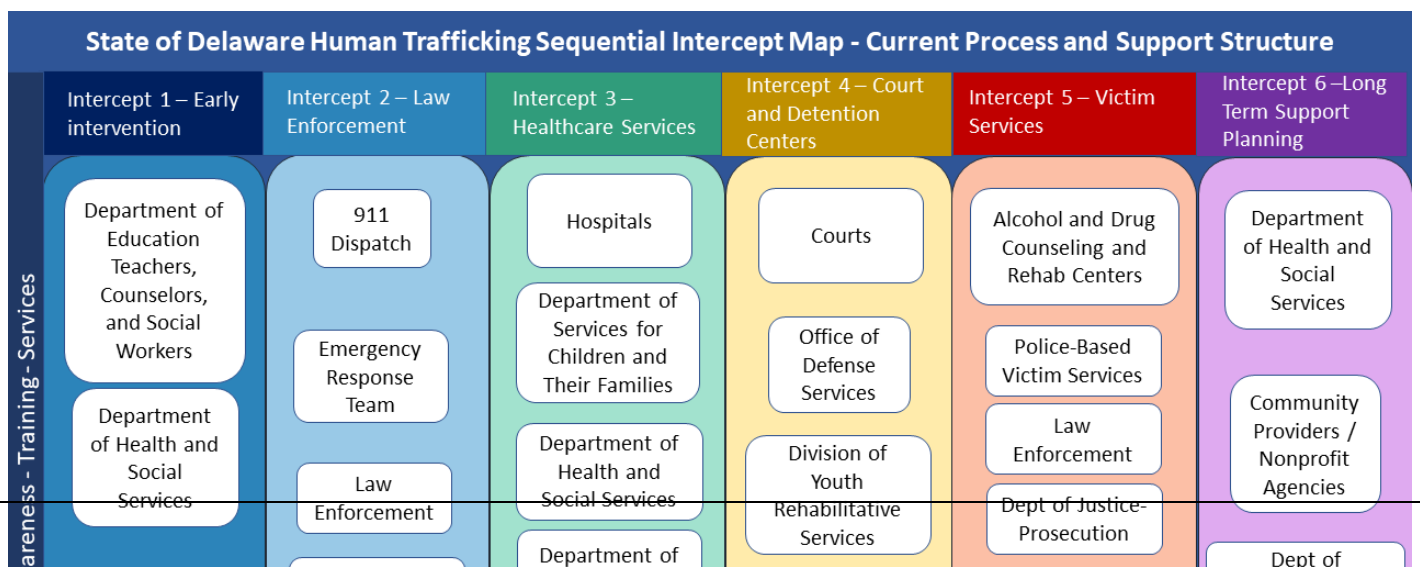 State of Delaware Human Trafficking Sequential Intercept Map - Current Process and Support Structure
Intercept 1 – Early
intervention
Department of
Education
Teachers,
Counselors,
and Social
Workers
Department
of Health and
Social
Services
Intercept 2 – Law
Enforcement
911
Dispatch
Emergency
Response
Team
Law
Enforcement
Intercept 3 –
Healthcare Services
Hospitals
Department of
Services for
Children and
Their Families
Department of
Health and
Social Services
Department of
Intercept 4 – Court
and Detention
Centers
Courts
Office of
Defense
Services
Division of
Youth
Rehabilitative
Services
Intercept 5 – Victim
Services
Alcohol and Drug
Counseling and
Rehab Centers
Police-Based
Victim Services
Law
Enforcement
Dept of Justice-
Prosecution
Intercept 6 –Long
Term Support
Planning
Department
of Health and
Social
Services
Community
Providers /
Nonprofit
Agencies
Dept of
areness - Training - Services